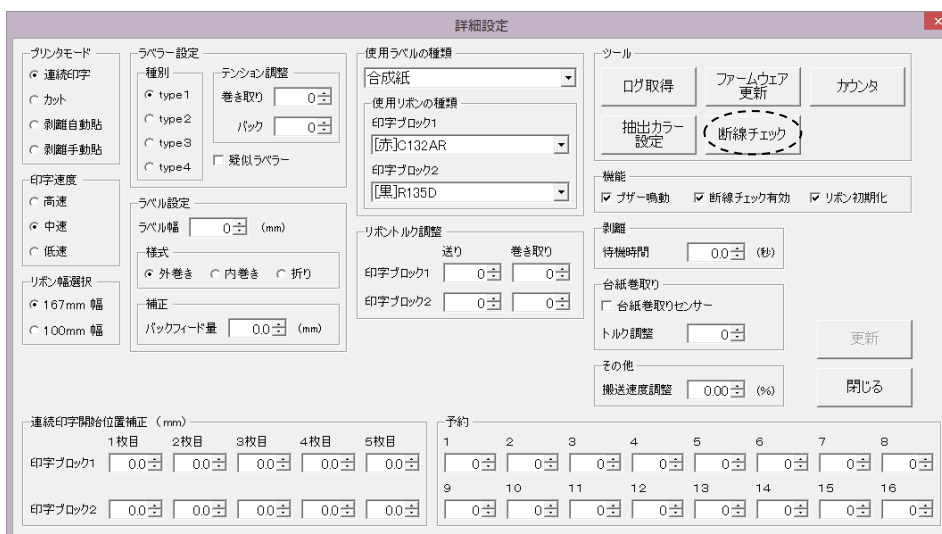 詳細設定
プリンタモード
連続印字
カット
剥離自動貼
剥離手動貼
印字速度
高速
中速
低速
リボン幅選択
167mm 幅
100mm 幅
ラベラー設定
種別
type1
type2
type3
type4
テンション調整
巻き取り 0
バック 0
疑似ラベラー
ラベル設定
ラベル幅 0 (mm)
様式
外巻き 内巻き 折り
補正
バックフィード量 0.0 (mm)
使用ラベルの種類
合成紙
使用リボンの種類
印字ブロック1
[赤]C132AR
印字ブロック2
[黒]R135D
リボントルク調整
送り 巻き取り
印字ブロック1 0 0
印字ブロック2 0 0
ツール
ログ取得
ファームウェア
更新
カウンタ
抽出カラー
設定
断線チェック
機能
ブザー鳴動 断線チェック有効 リボン初期化
剥離
待機時間 0.0 (秒)
台紙巻取り
台紙巻取りセンサー
トルク調整 0
その他
搬送速度調整 0.00 (%)
更新
閉じる
連続印字開始位置補正 (mm)
1枚目 2枚目 3枚目 4枚目 5枚目
印字ブロック1 0.0 0.0 0.0 0.0 0.0
印字ブロック2 0.0 0.0 0.0 0.0 0.0
予約
1 2 3 4 5 6 7 8
0 0 0 0 0 0 0 0
9 10 11 12 13 14 15 16
0 0 0 0 0 0 0 0